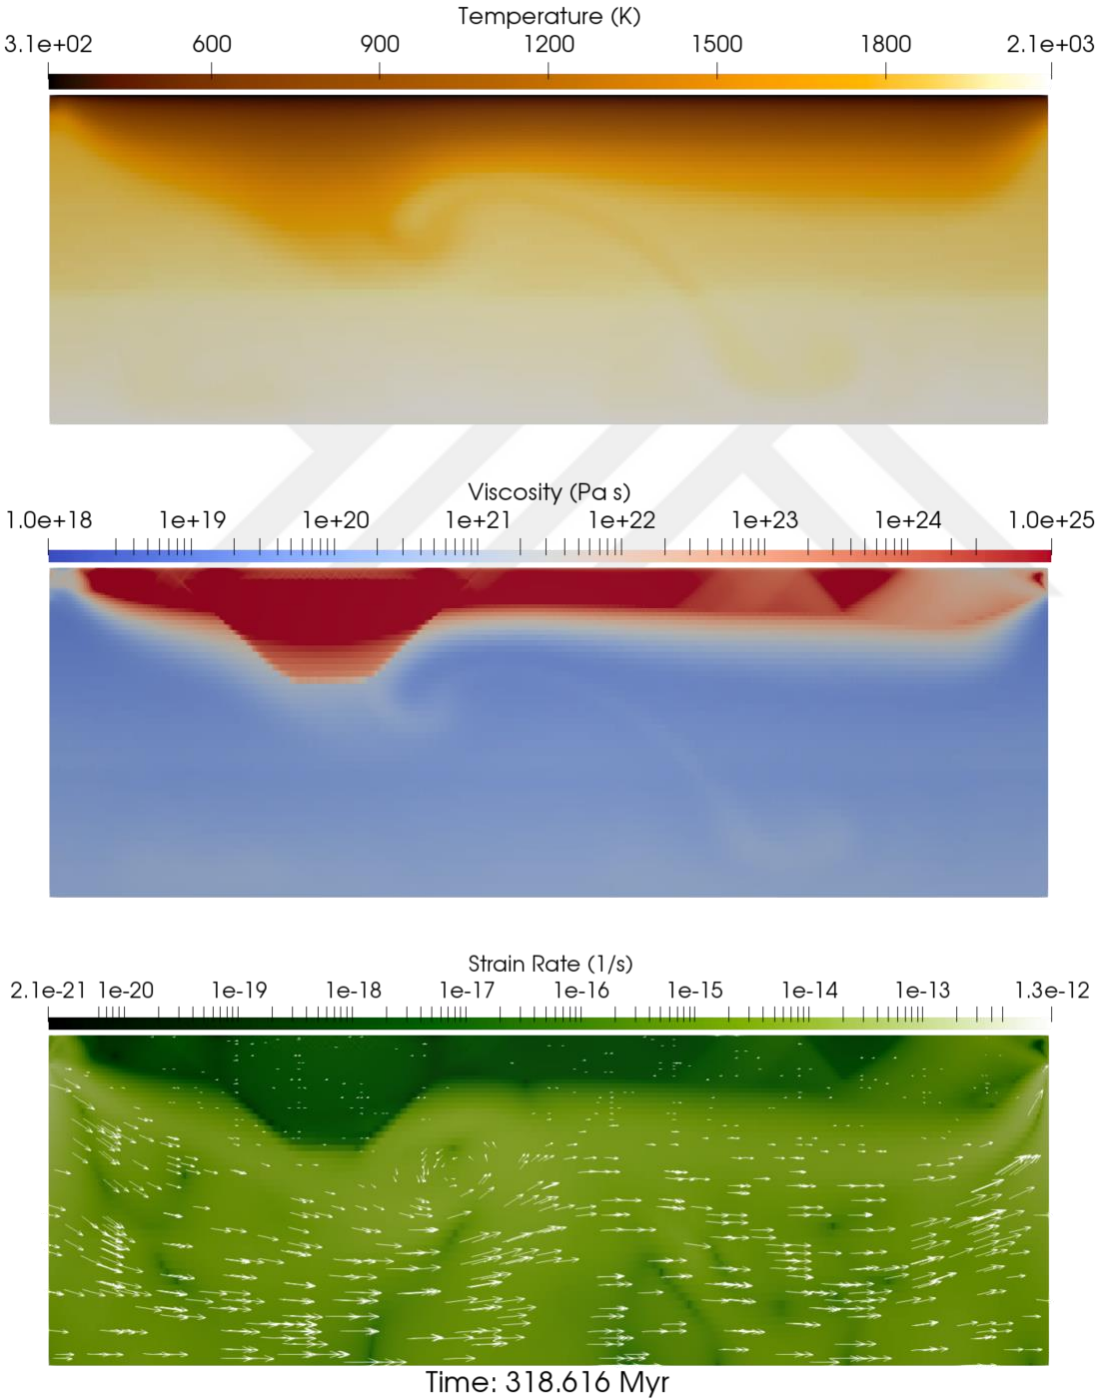 Temperature (K)
3.1e+02 600 900 1200 1500 1800 2.1e+03
Viscosity (Pa s)
1.0e+18 1e+19 1e+20 1e+21 1e+22 1e+23 1e+24 1.0e+25
Strain Rate (1/s)
2.1e-21 1e-20 1e-19 1e-18 1e-17 1e-16 1e-15 1e-14 1e-13 1.3e-12
Time: 318.616 Myr